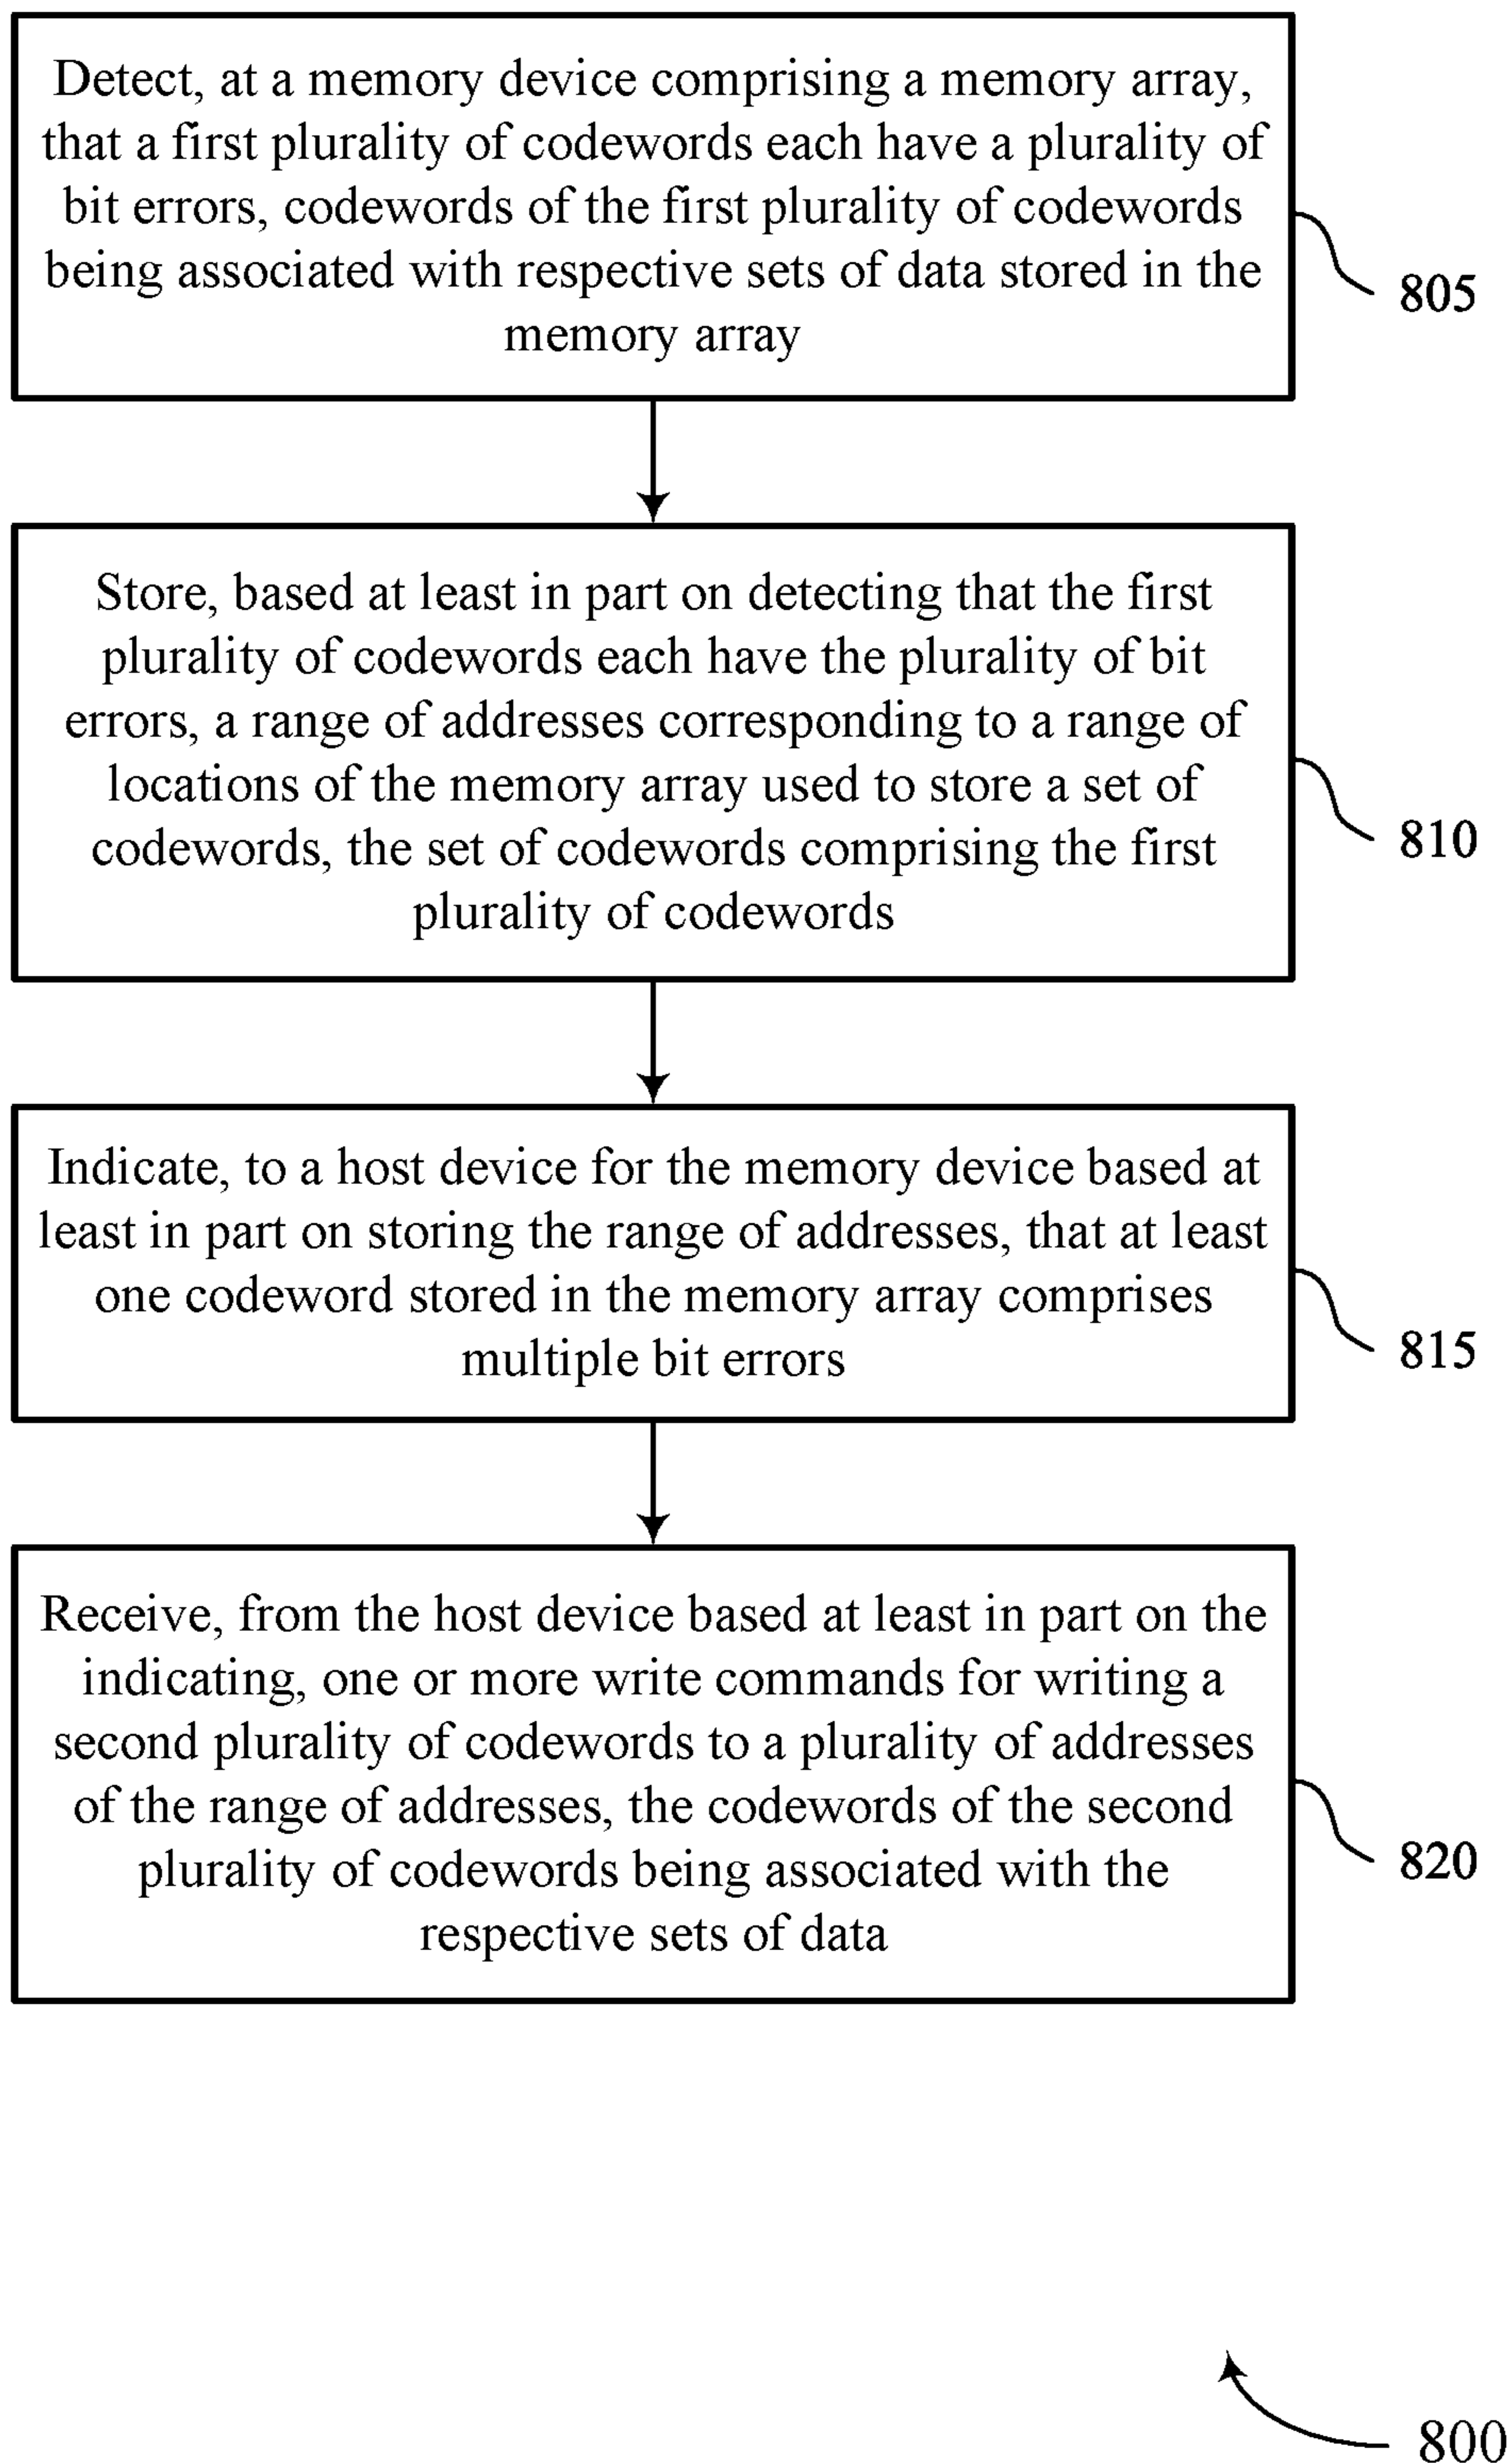 Detect, at a memory device comprising a memory array,
that a first plurality of codewords each have a plurality of
bit errors, codewords of the first plurality of codewords
being associated with respective sets of data stored in the
memory array
805
Store, based at least in part on detecting that the first
plurality of codewords each have the plurality of bit
errors, a range of addresses corresponding to a range of
locations of the memory array used to store a set of
codewords, the set of codewords comprising the first
plurality of codewords
810
Indicate, to a host device for the memory device based at
least in part on storing the range of addresses, that at least
one codeword stored in the memory array comprises
multiple bit errors
815
Receive, from the host device based at least in part on the
indicating, one or more write commands for writing a
second plurality of codewords to a plurality of addresses
of the range of addresses, the codewords of the second
plurality of codewords being associated with the
respective sets of data
820
800